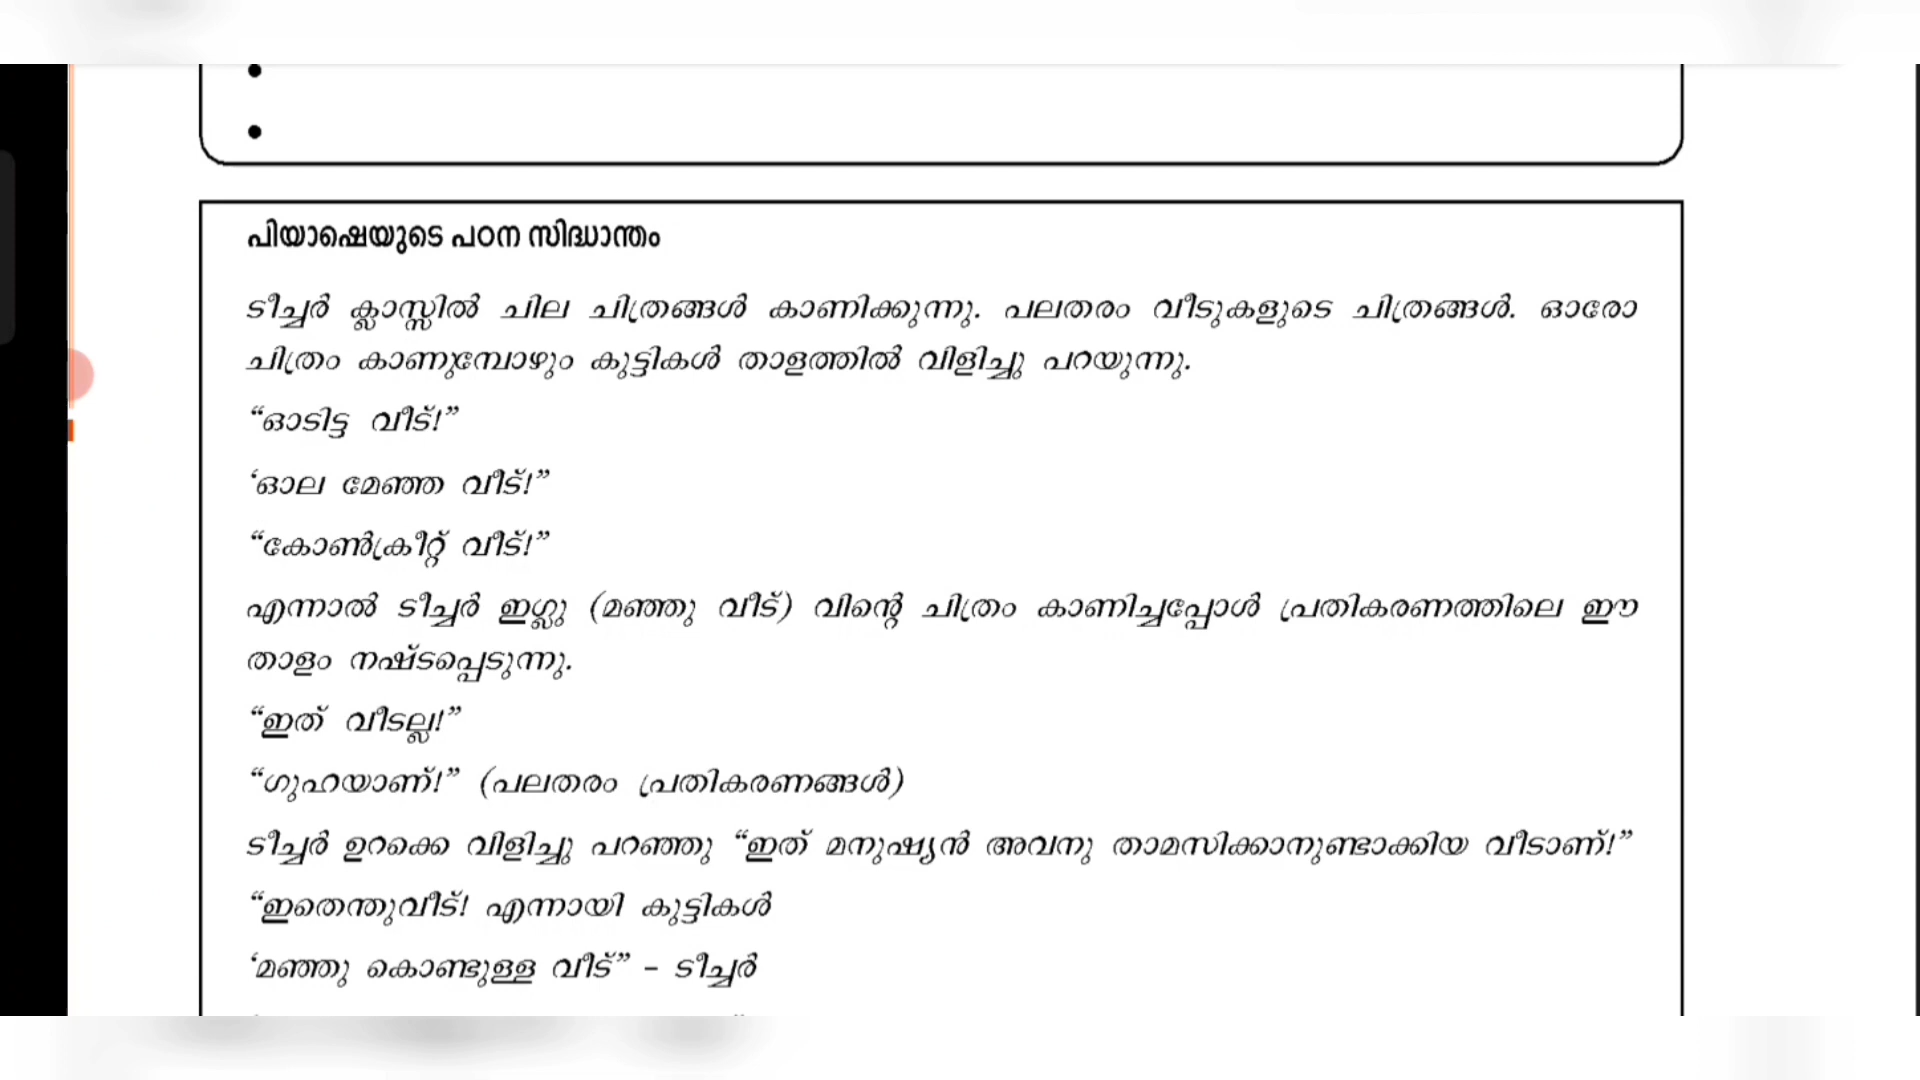 പിയാഷെയുടെ പഠന സിദ്ധാന്തം
ടീച്ചർ ക്ലാസ്സിൽ ചില ചിത്രങ്ങൾ കാണിക്കുന്നു. പലതരം വീടുകളുടെ ചിത്രങ്ങൾ. ഓരോ
ചിത്രം കാണുമ്പോഴും കുട്ടികൾ താളത്തിൽ വിളിച്ചു പറയുന്നു.
“ഓടിട്ട വീട്!”
‘ഓല മേഞ്ഞ വീട്!”
“കോൺക്രീറ്റ് വീട്!”
എന്നാൽ ടീച്ചർ ഇഗ്ലു (മഞ്ഞു വീട്) വിന്റെ ചിത്രം കാണിച്ചപ്പോൾ പ്രതികരണത്തിലെ ഈ
താളം നഷ്ടപ്പെടുന്നു.
“ഇത് വീടല്ല!”
“ഗുഹയാണ്!” (പലതരം പ്രതികരണങ്ങൾ)
ടീച്ചർ ഉറക്കെ വിളിച്ചു പറഞ്ഞു “ഇത് മനുഷ്യൻ അവനു താമസിക്കാനുണ്ടാക്കിയ വീടാണ്!”
“ഇതെന്തുവീട്! എന്നായി കുട്ടികൾ
‘മഞ്ഞു കൊണ്ടുള്ള വീട്” – ടീച്ചർ